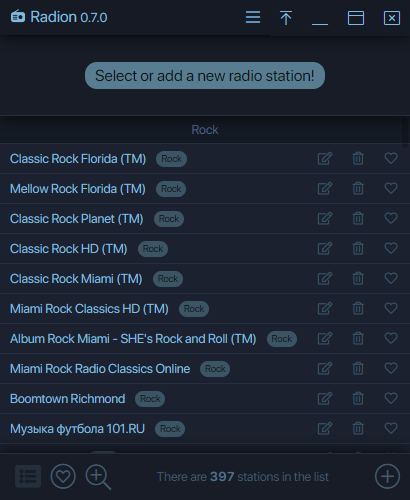 Radion 0.7.0
Select or add a new radio station!
Rock
Classic Rock Florida (TM) Rock
Mellow Rock Florida (TM) Rock
Classic Rock Planet (TM) Rock
Classic Rock HD (TM) Rock
Classic Rock Miami (TM) Rock
Miami Rock Classics HD (TM) Rock
Album Rock Miami - SHE's Rock and Roll (TM) Rock
Miami Rock Radio Classics Online Rock
Boomtown Richmond Rock
Музыка футбола 101.RU Rock
There are 397 stations in the list